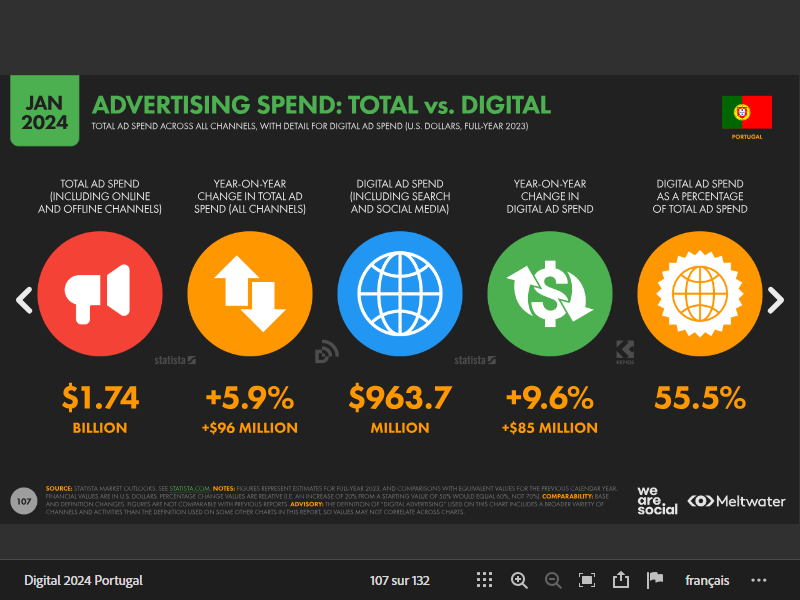 JAN
2024
ADVERTISING SPEND: TOTAL vs. DIGITAL
TOTAL AD SPEND ACROSS ALL CHANNELS, WITH DETAIL FOR DIGITAL AD SPEND (U.S. DOLLARS, FULL-YEAR 2023)
PORTUGAL
TOTAL AD SPEND
(INCLUDING ONLINE
AND OFFLINE CHANNELS)
YEAR-ON-YEAR
CHANGE IN TOTAL AD
SPEND (ALL CHANNELS)
DIGITAL AD SPEND
(INCLUDING SEARCH
AND SOCIAL MEDIA)
YEAR-ON-YEAR
CHANGE IN
DIGITAL AD SPEND
DIGITAL AD SPEND
AS A PERCENTAGE
OF TOTAL AD SPEND
statista
statista
KEPIOS
$1.74
BILLION
+5.9%
+$96 MILLION
$963.7
MILLION
+9.6%
+$85 MILLION
55.5%
107
SOURCE: STATISTA MARKET OUTLOOKS. SEE STATISTA.COM. NOTES: FIGURES REPRESENT ESTIMATES FOR FULL-YEAR 2023, AND COMPARISONS WITH EQUIVALENT VALUES FOR THE PREVIOUS CALENDAR YEAR.
FINANCIAL VALUES ARE IN U.S. DOLLARS. PERCENTAGE CHANGE VALUES ARE RELATIVE (I.E. AN INCREASE OF 20% FROM A STARTING VALUE OF 50% WOULD EQUAL 60%, NOT 70%). COMPARABILITY: BASE
AND DEFINITION CHANGES. FIGURES ARE NOT COMPARABLE WITH PREVIOUS REPORTS. ADVISORY: THE DEFINITION OF "DIGITAL ADVERTISING" USED ON THIS CHART INCLUDES A BROADER VARIETY OF
CHANNELS AND ACTIVITIES THAN THE DEFINITION USED ON SOME OTHER CHARTS IN THIS REPORT, SO VALUES MAY NOT CORRELATE ACROSS CHARTS.
we
are.
social
Meltwater
Digital 2024 Portugal
107 sur 132
français